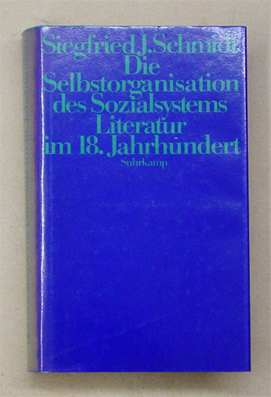 Siegfried J. Schmidt
Die
Selbstorganisation
des Sozialsystems
Literatur
im 18. Jahrhundert
Suhrkamp